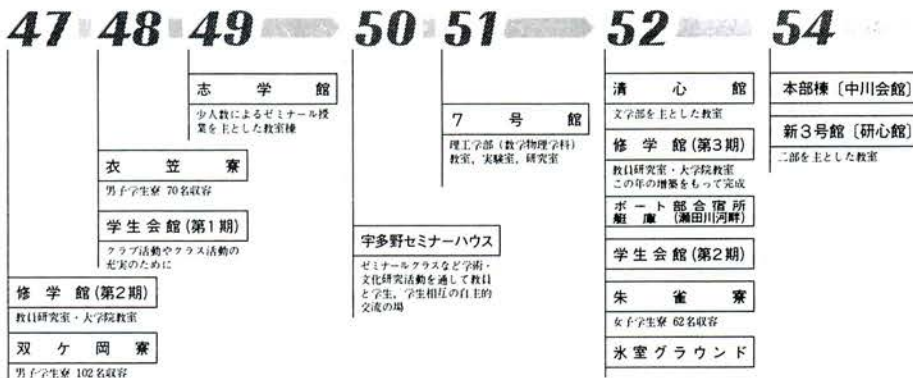 47 48 49 50 51 52 54
志学館
少人数によるゼミナール授
業を主とした教室棟
衣笠寮
男子学生寮 70名収容
学生会館(第1期)
クラブ活動やクラス活動の
充実のために
修学館(第2期)
教員研究室・大学院教室
双ケ岡寮
男子学生寮 102名収容
宇多野セミナーハウス
ゼミナールクラスなど学術・
文化研究活動を通して教員
と学生,学生相互の自主的
交流の場
7号館
理工学部(数学物理学科)
教室,実験室,研究室
清心館
文学部を主とした教室
修学館(第3期)
教員研究室・大学院教室
この年の増築をもって完成
ボート部合宿所
艇庫(瀬田川河畔)
学生会館(第2期)
朱雀寮
女子学生寮 62名収容
氷室グラウンド
本部棟〔中川会館〕
新3号館〔研心館〕
二部を主とした教室